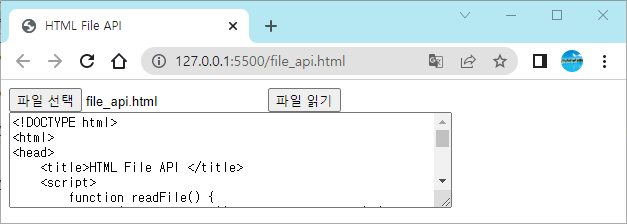 HTML File API
127.0.0.1:5500/file_api.html
파일 선택 file_api.html 파일 읽기
<!DOCTYPE html>
<html>
<head>
<title>HTML File API </title>
<script>
function readFile() {